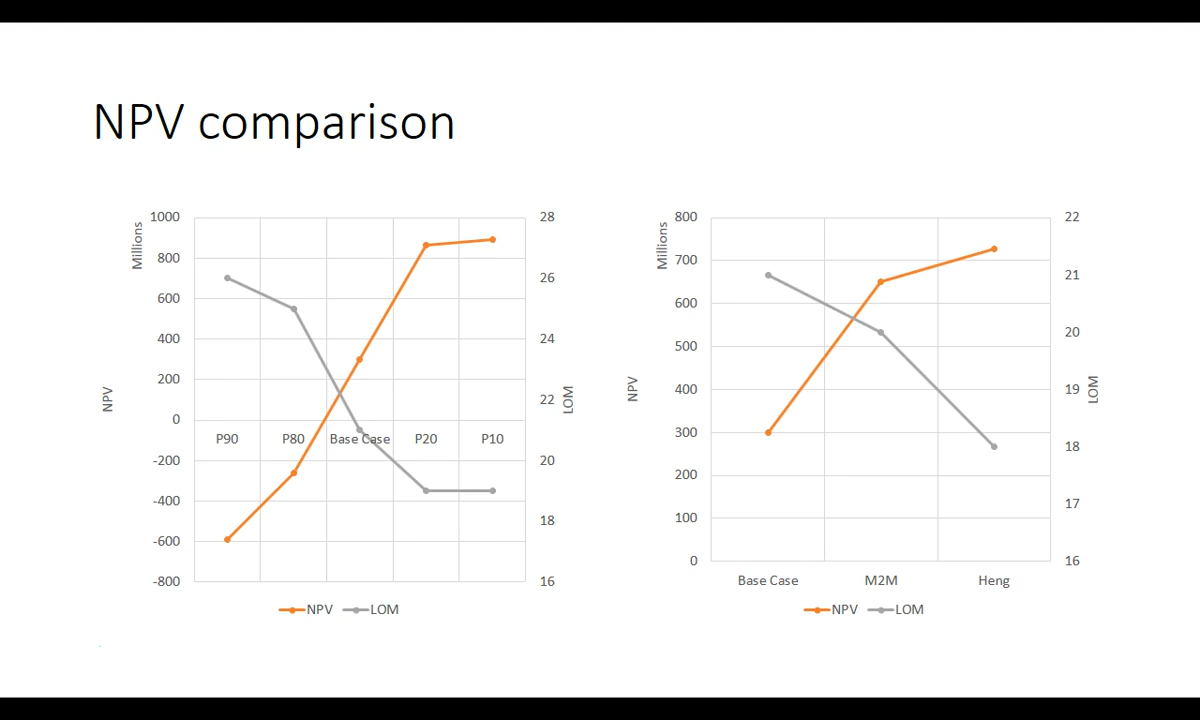 NPV comparison
Millions
NPV
1000
800
600
400
200
0
-200
-400
-600
-800
P90
P80
Base Case
P20
P10
28
26
24
22
20
18
16
LOM
NPV
LOM
Millions
NPV
800
700
600
500
400
300
200
100
0
Base Case
M2M
Heng
22
21
20
19
18
17
16
LOM
NPV
LOM